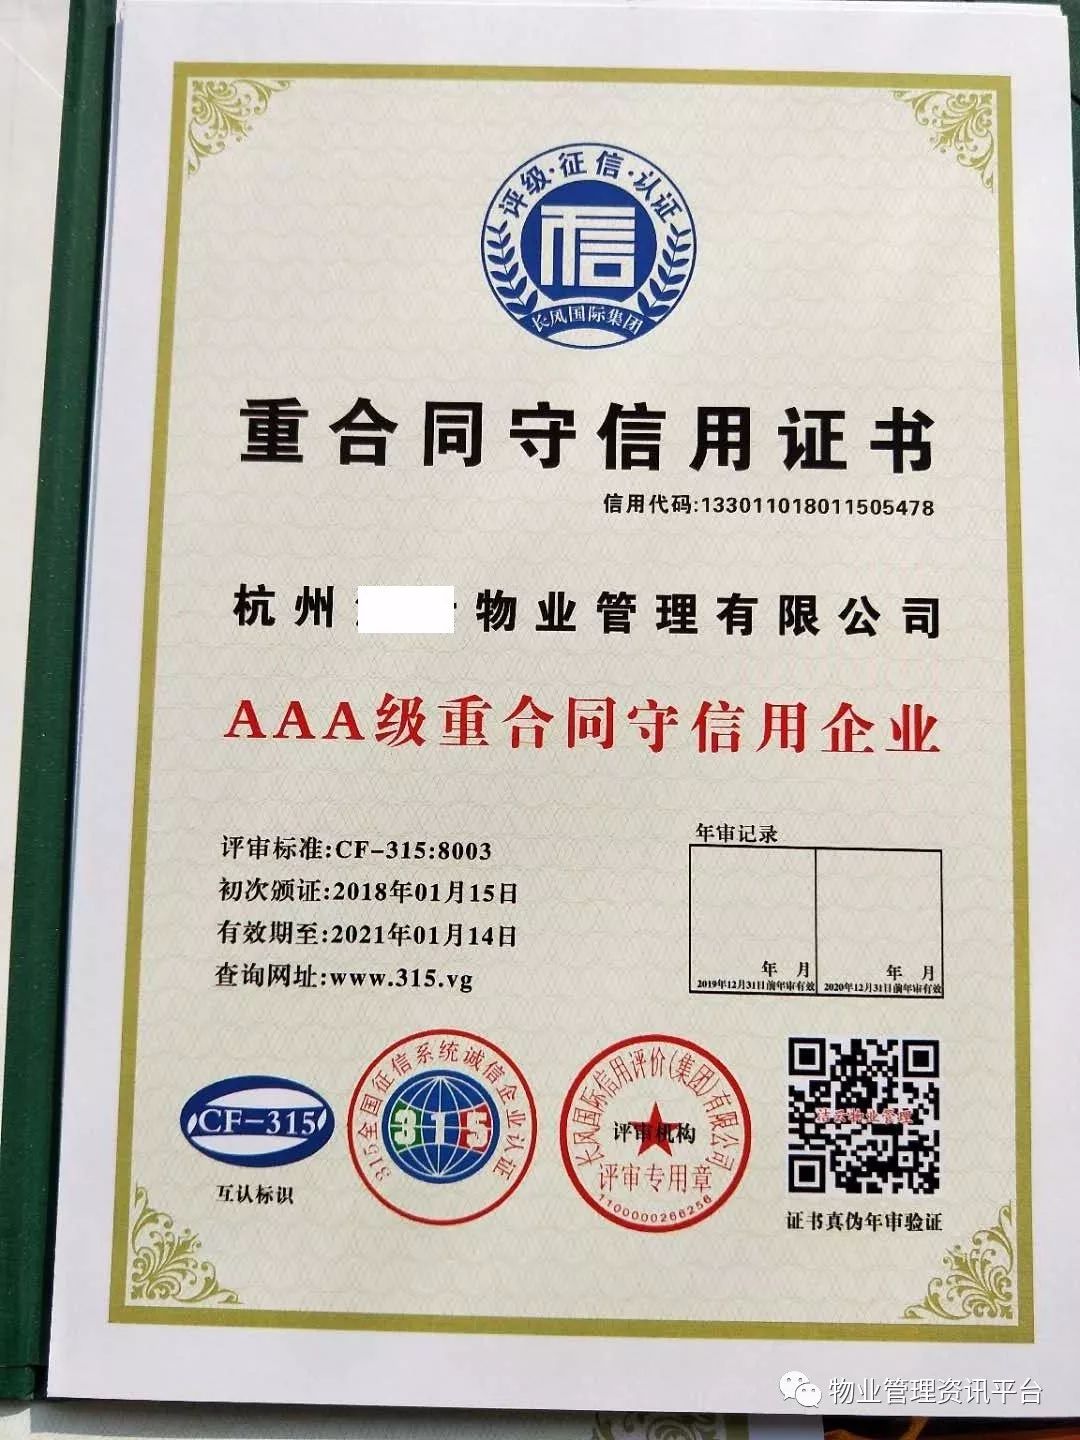 评级·征信·认证
信
长风国际集团
重合同守信用证书
信用代码:133011018011505478
杭州 物业管理有限公司
AAA级重合同守信用企业
评审标准:CF-315:8003
初次颁证:2018年01月15日
有效期至:2021年01月14日
查询网址:www.315.vg
年审记录
年 月
2019年12月31日前年审有效
年 月
2020年12月31日前年审有效
CF-315
互认标识
315全国征信系统诚信企业认证
315
长风国际信用评价(集团)有限公司
评审机构
评审专用章
1100000266256
物业管理
证书真伪年审验证
物业管理资讯平台